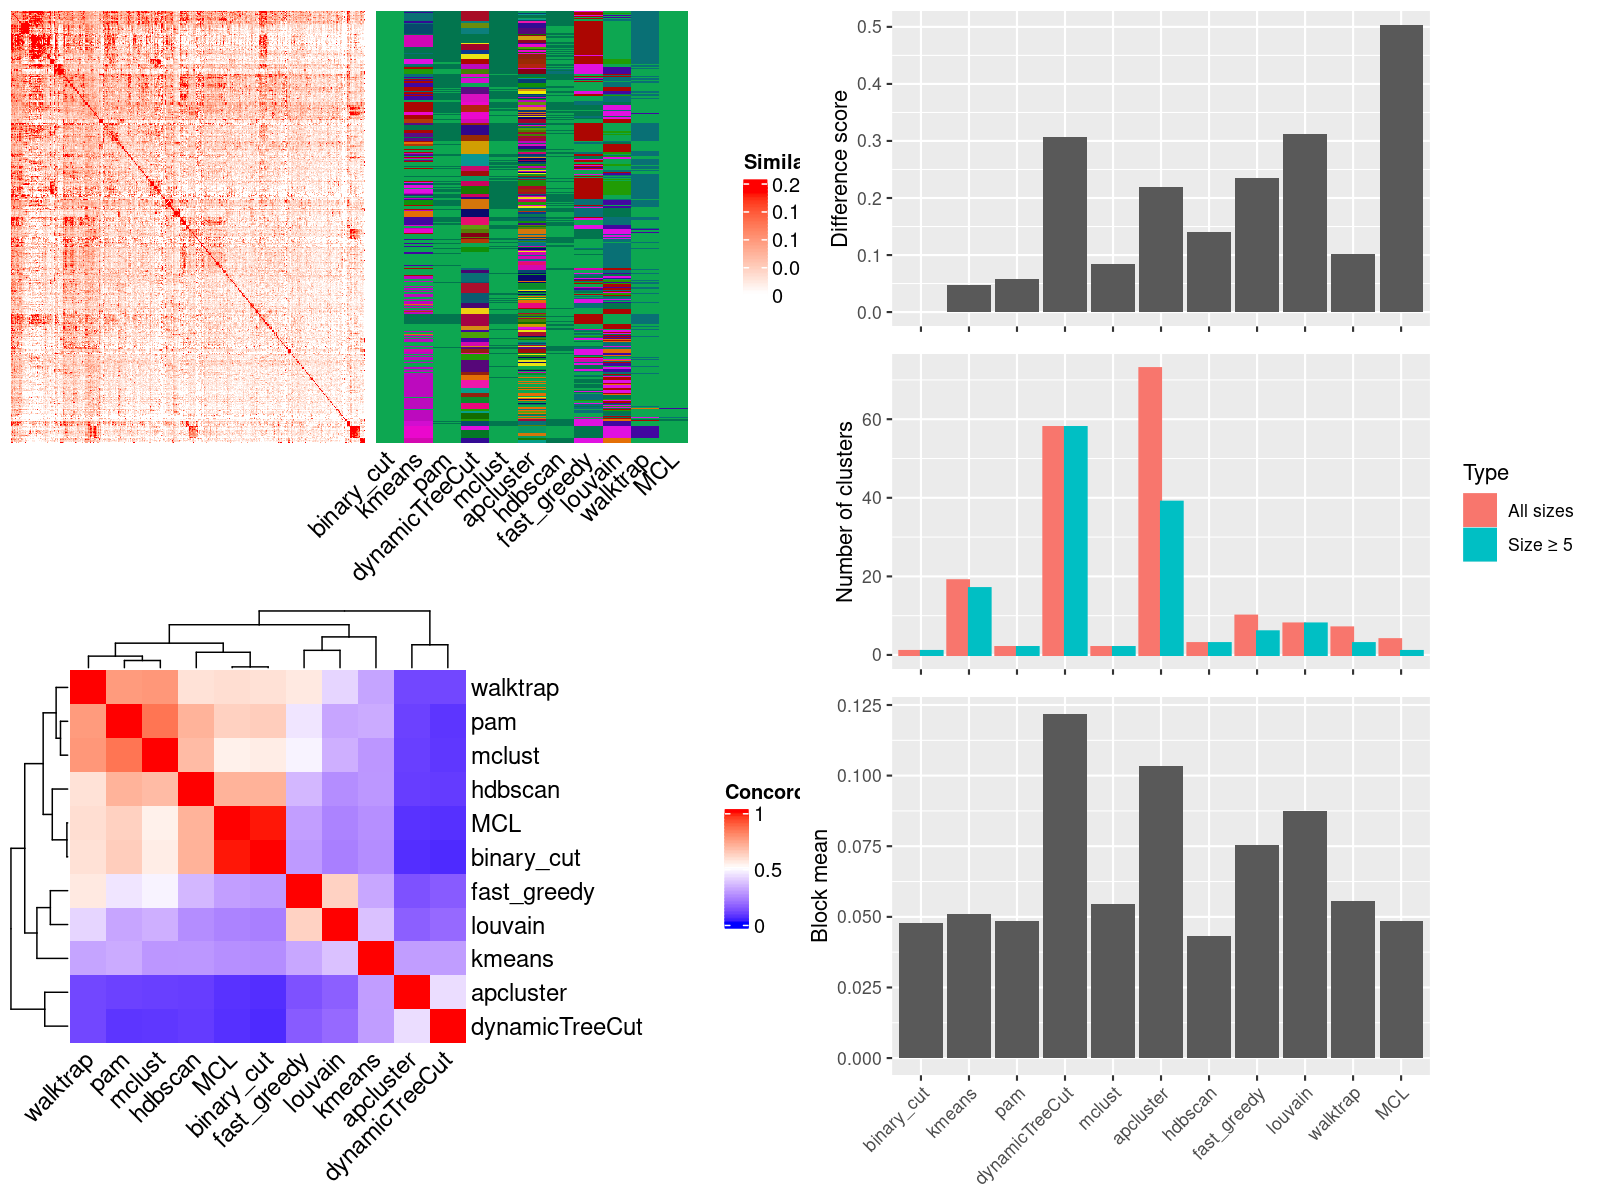 Simila
0.2
0.1
0.1
0.0
0
binary_cut
kmeans
pam
dynamicTreeCut
mclust
apcluster
hdbscan
fast_greedy
louvain
walktrap
MCL
walktrap
pam
mclust
hdbscan
MCL
binary_cut
fast_greedy
louvain
kmeans
apcluster
dynamicTreeCut
walktrap
pam
mclust
hdbscan
MCL
binary_cut
fast_greedy
louvain
kmeans
apcluster
dynamicTreeCut
Concord
1
0.5
0
Difference score
0.5
0.4
0.3
0.2
0.1
0.0
Number of clusters
60
40
20
0
Type
All sizes
Size ≥ 5
Block mean
0.125
0.100
0.075
0.050
0.025
0.000
binary_cut
kmeans
pam
dynamicTreeCut
mclust
apcluster
hdbscan
fast_greedy
louvain
walktrap
MCL